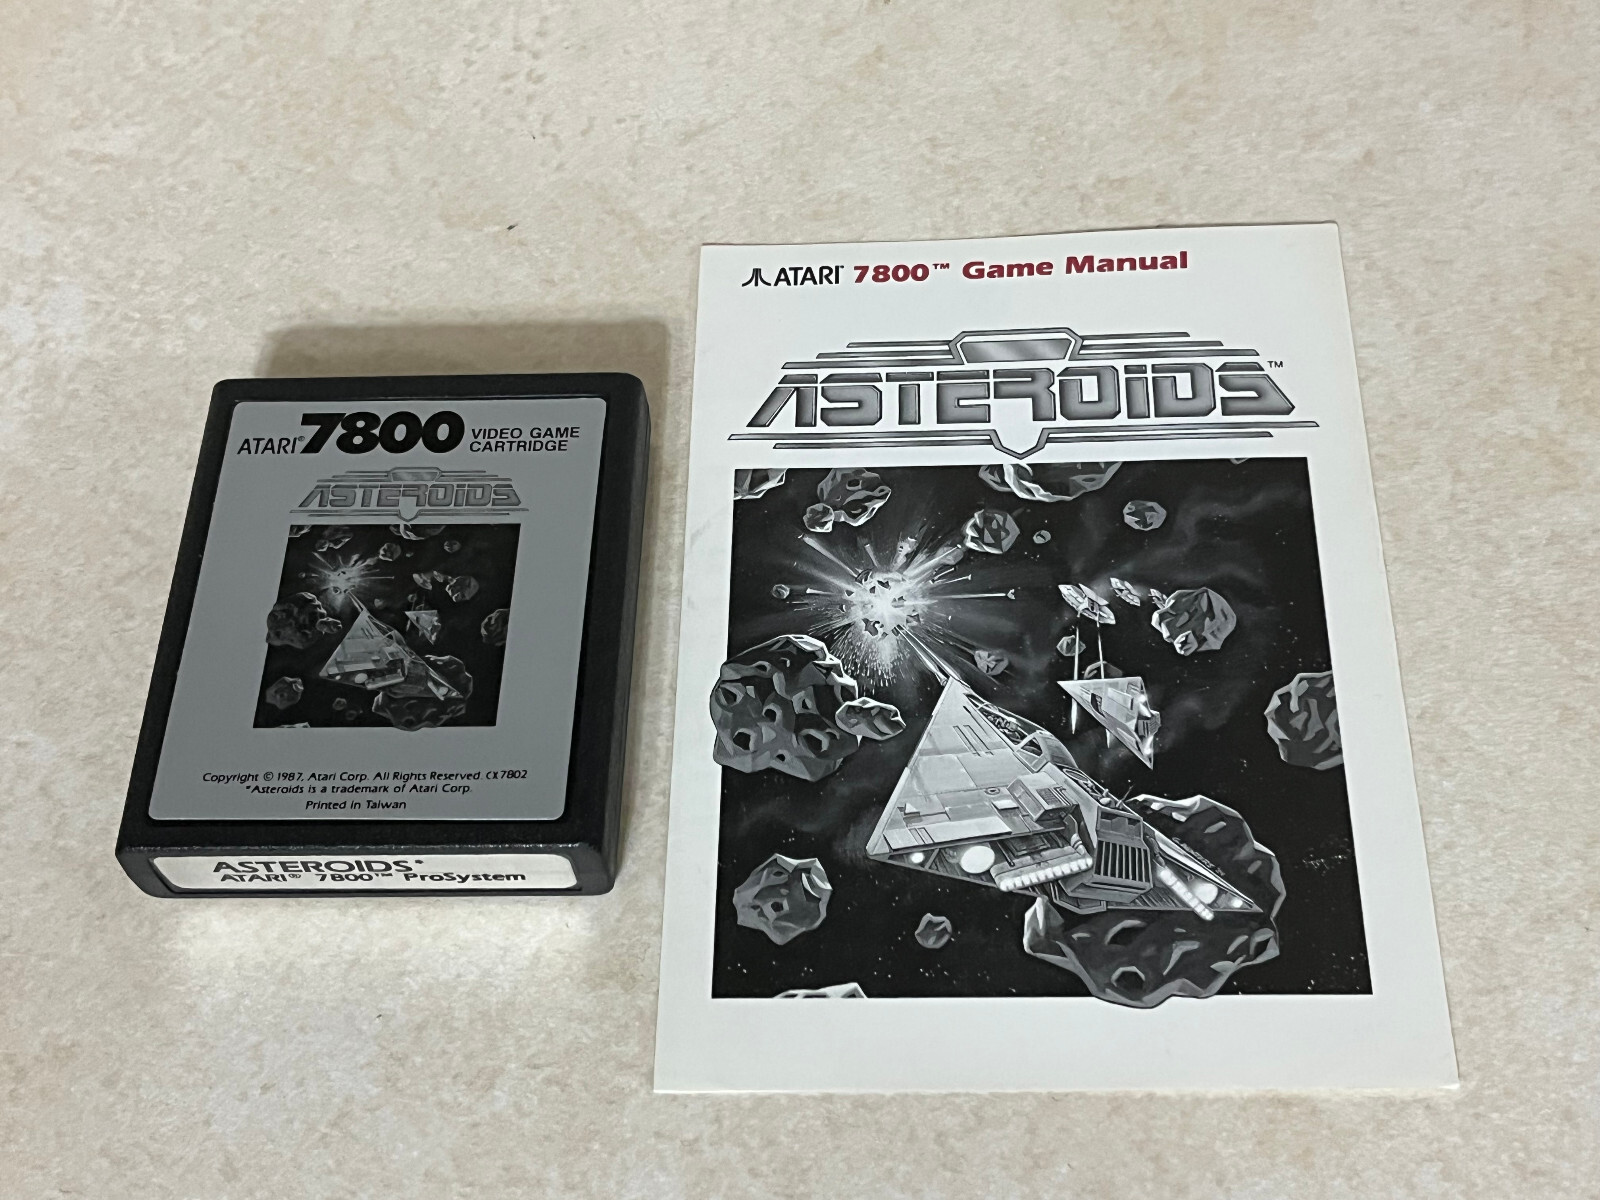 ATARI® 7800 VIDEO GAME
CARTRIDGE
ASTEROIDS
Copyright © 1987, Atari Corp. All Rights Reserved. CX7802
*Asteroids is a trademark of Atari Corp.
Printed in Taiwan
ASTEROIDS*
ATARI® 7800™ ProSystem
ATARI® 7800™ Game Manual
ASTEROIDS™